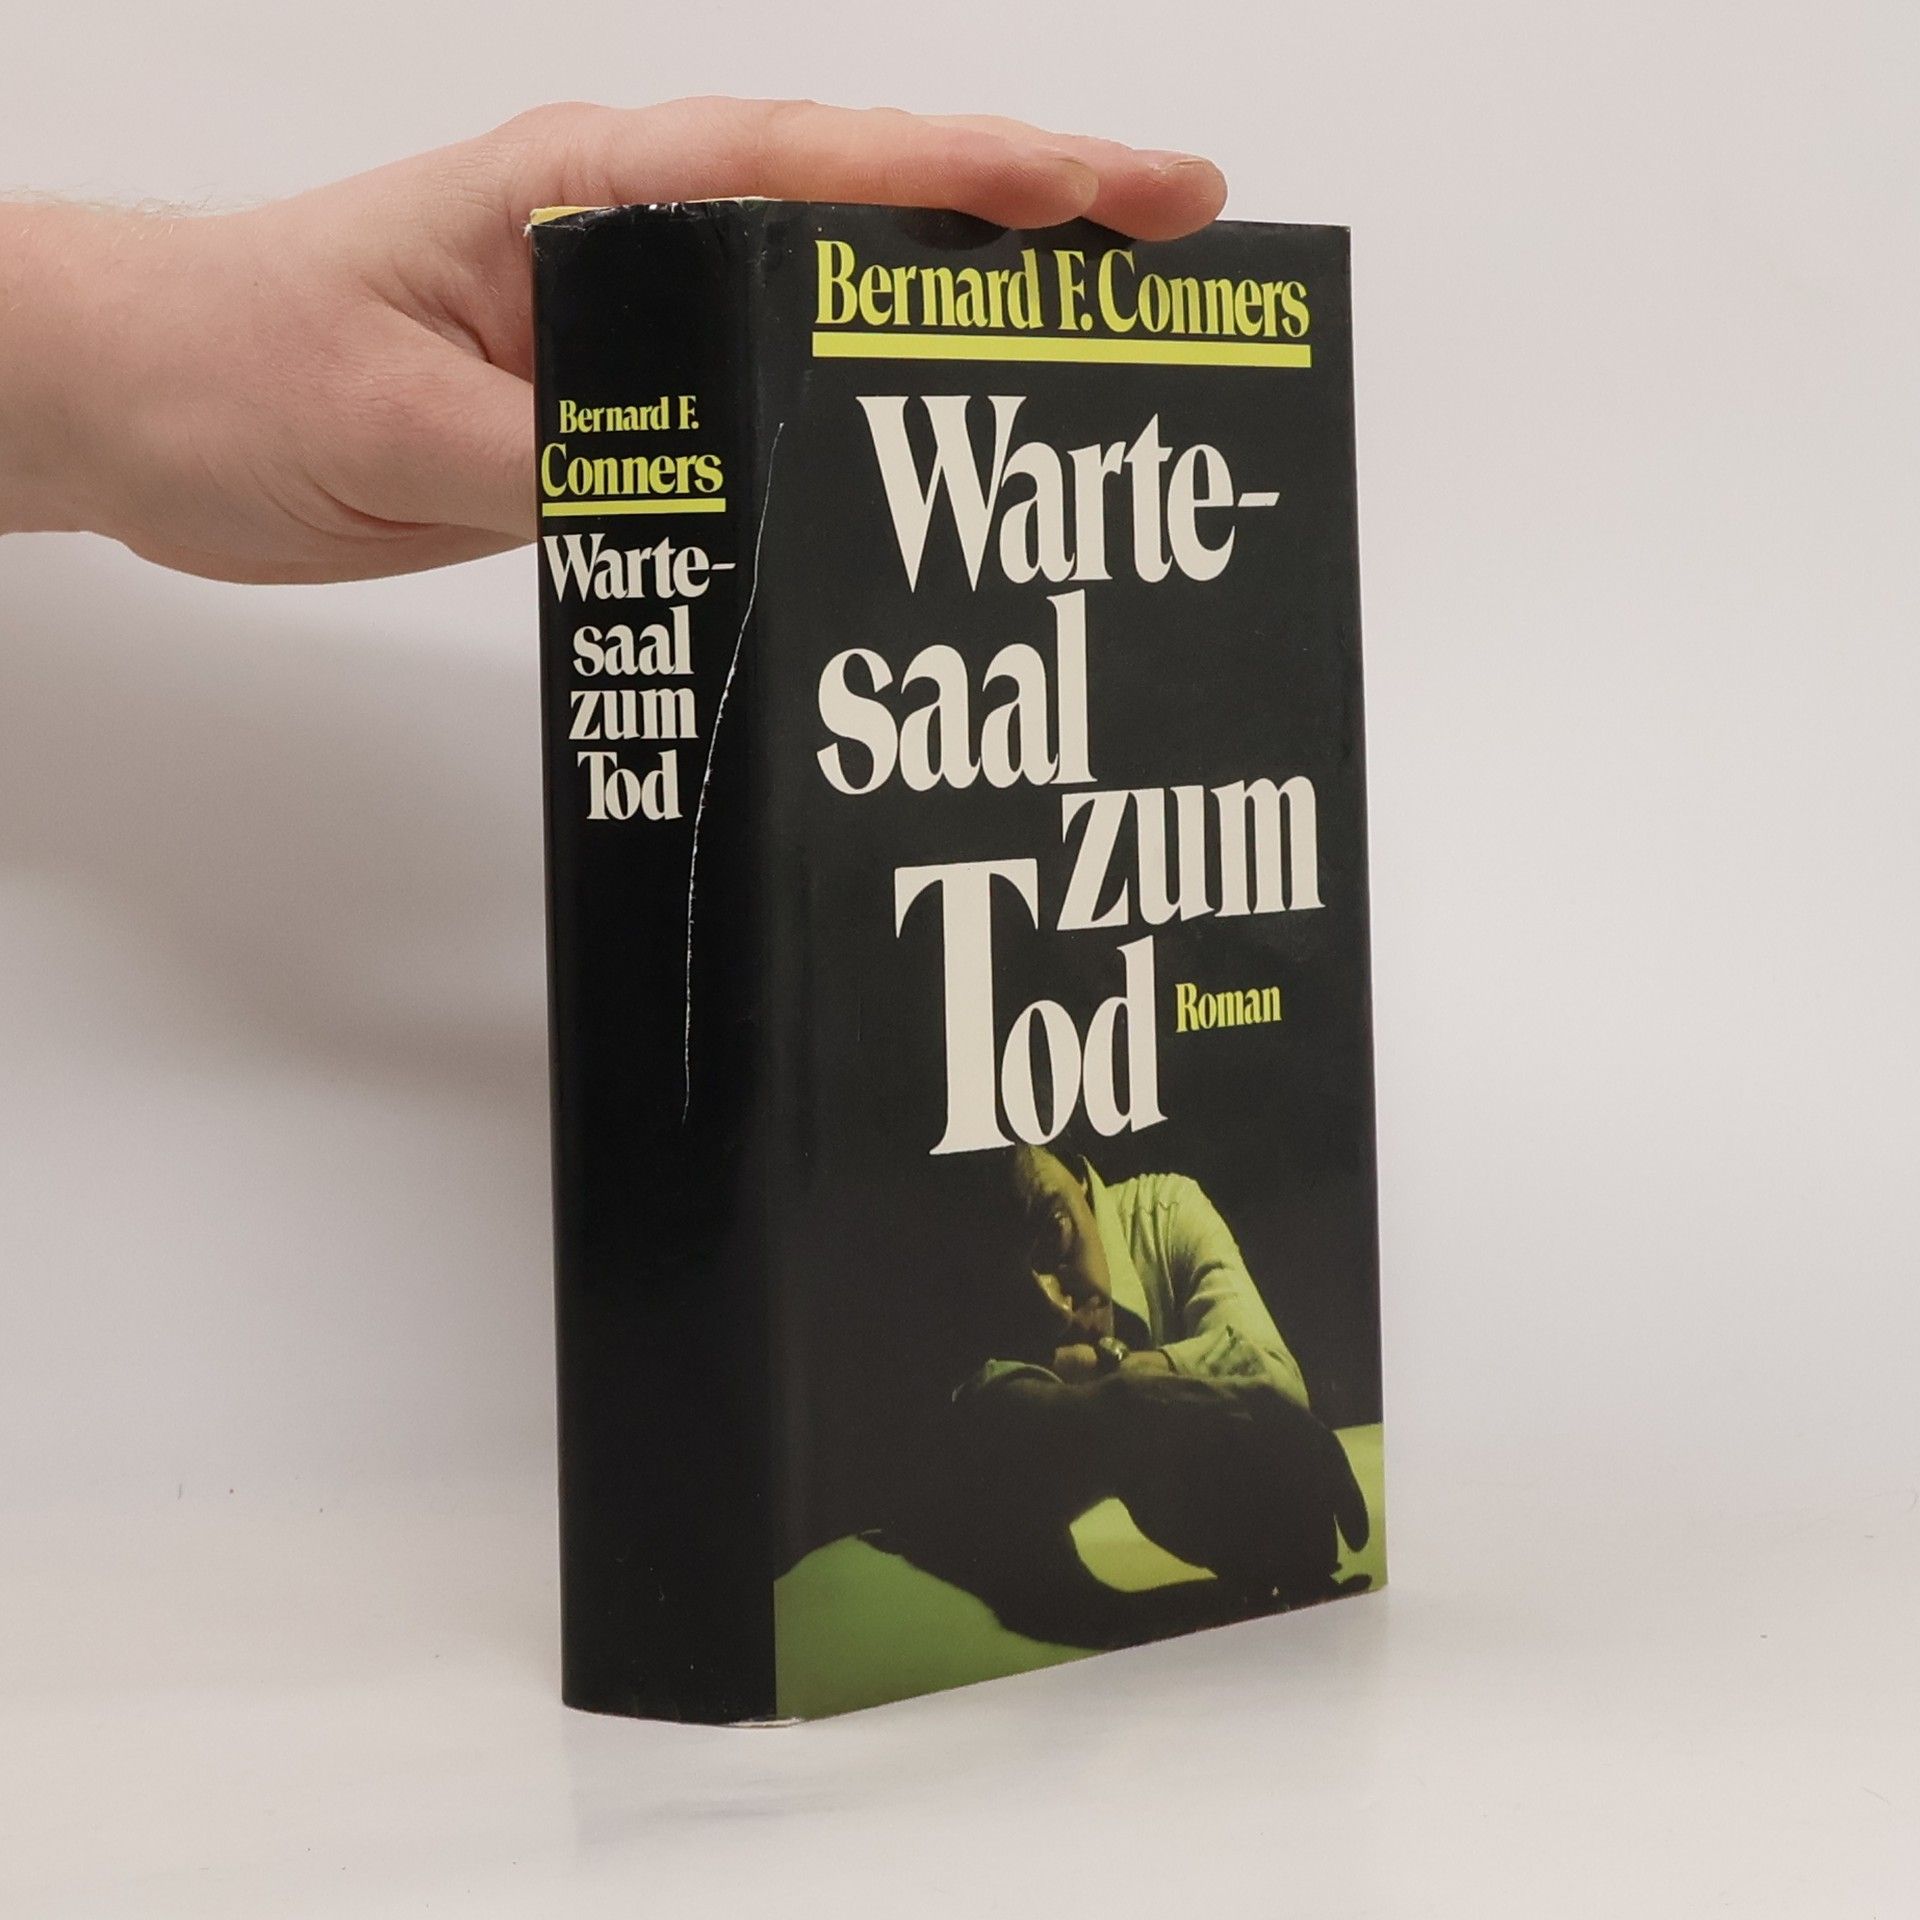 Bernard F.
Conners
Warte-
saal
zum
Tod
Bernard F. Conners
Warte-
saal
zum
Tod
Roman